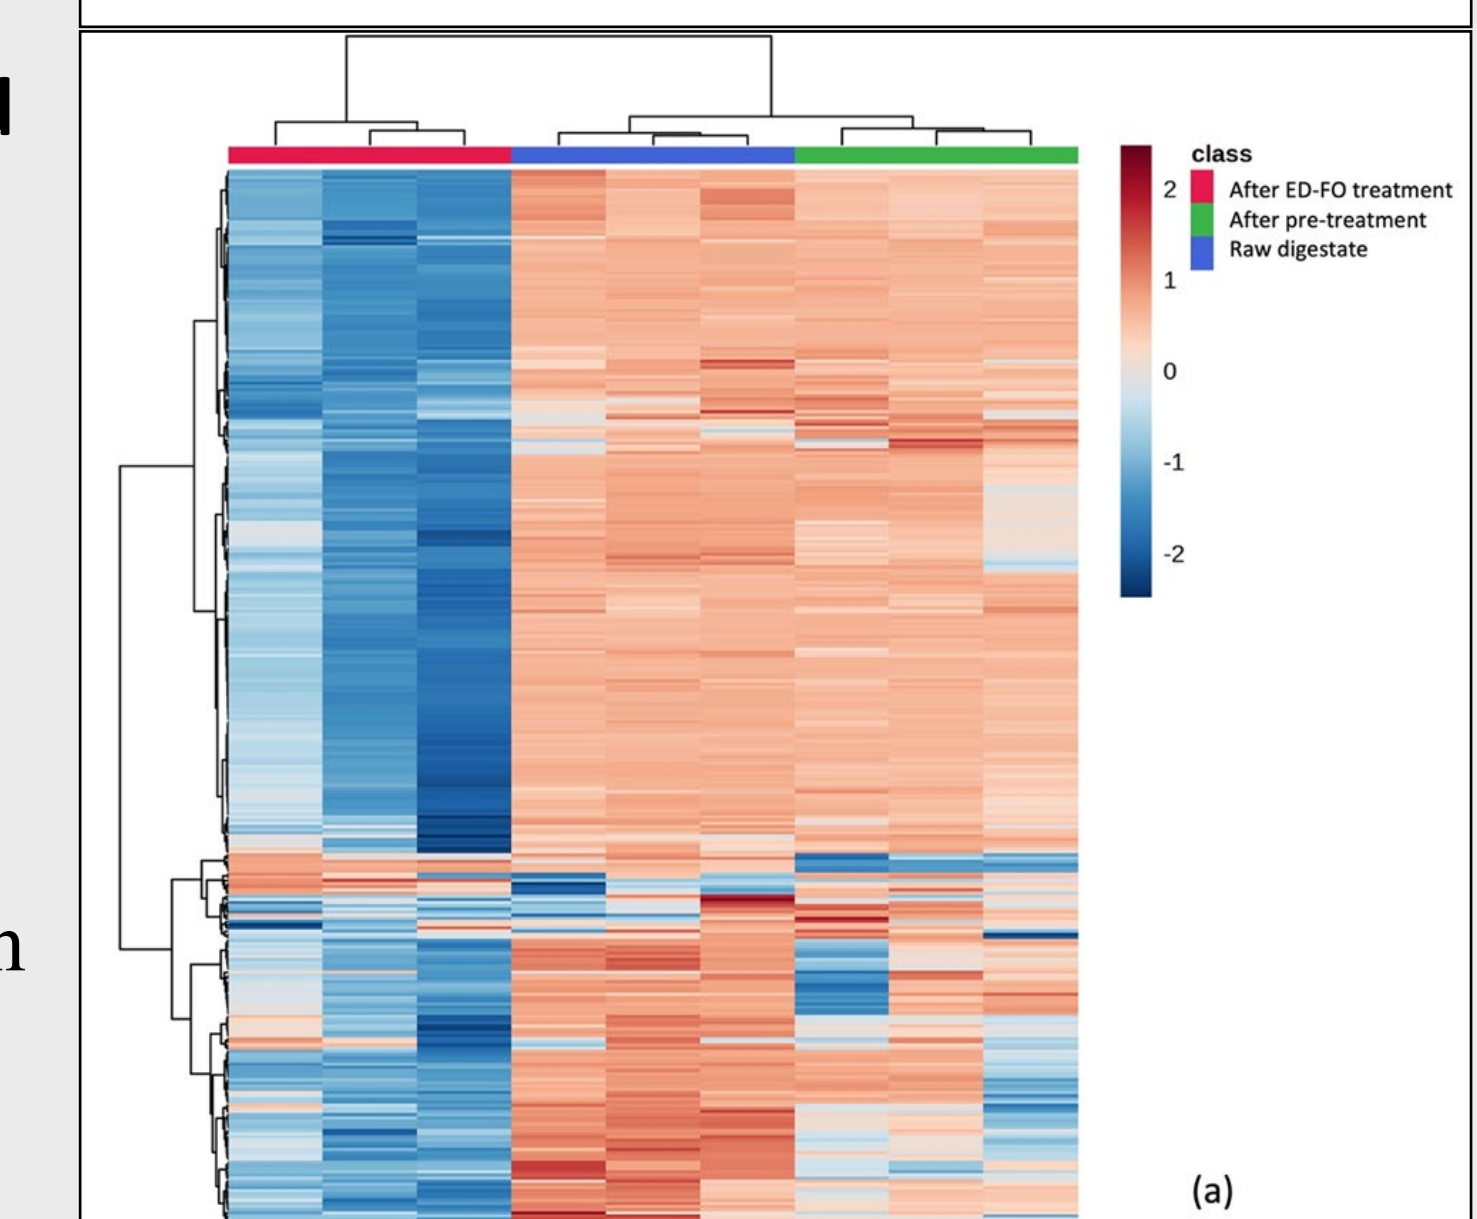 class
2
After ED-FO treatment
After pre-treatment
Raw digestate
1
0
-1
-2
n
(a)